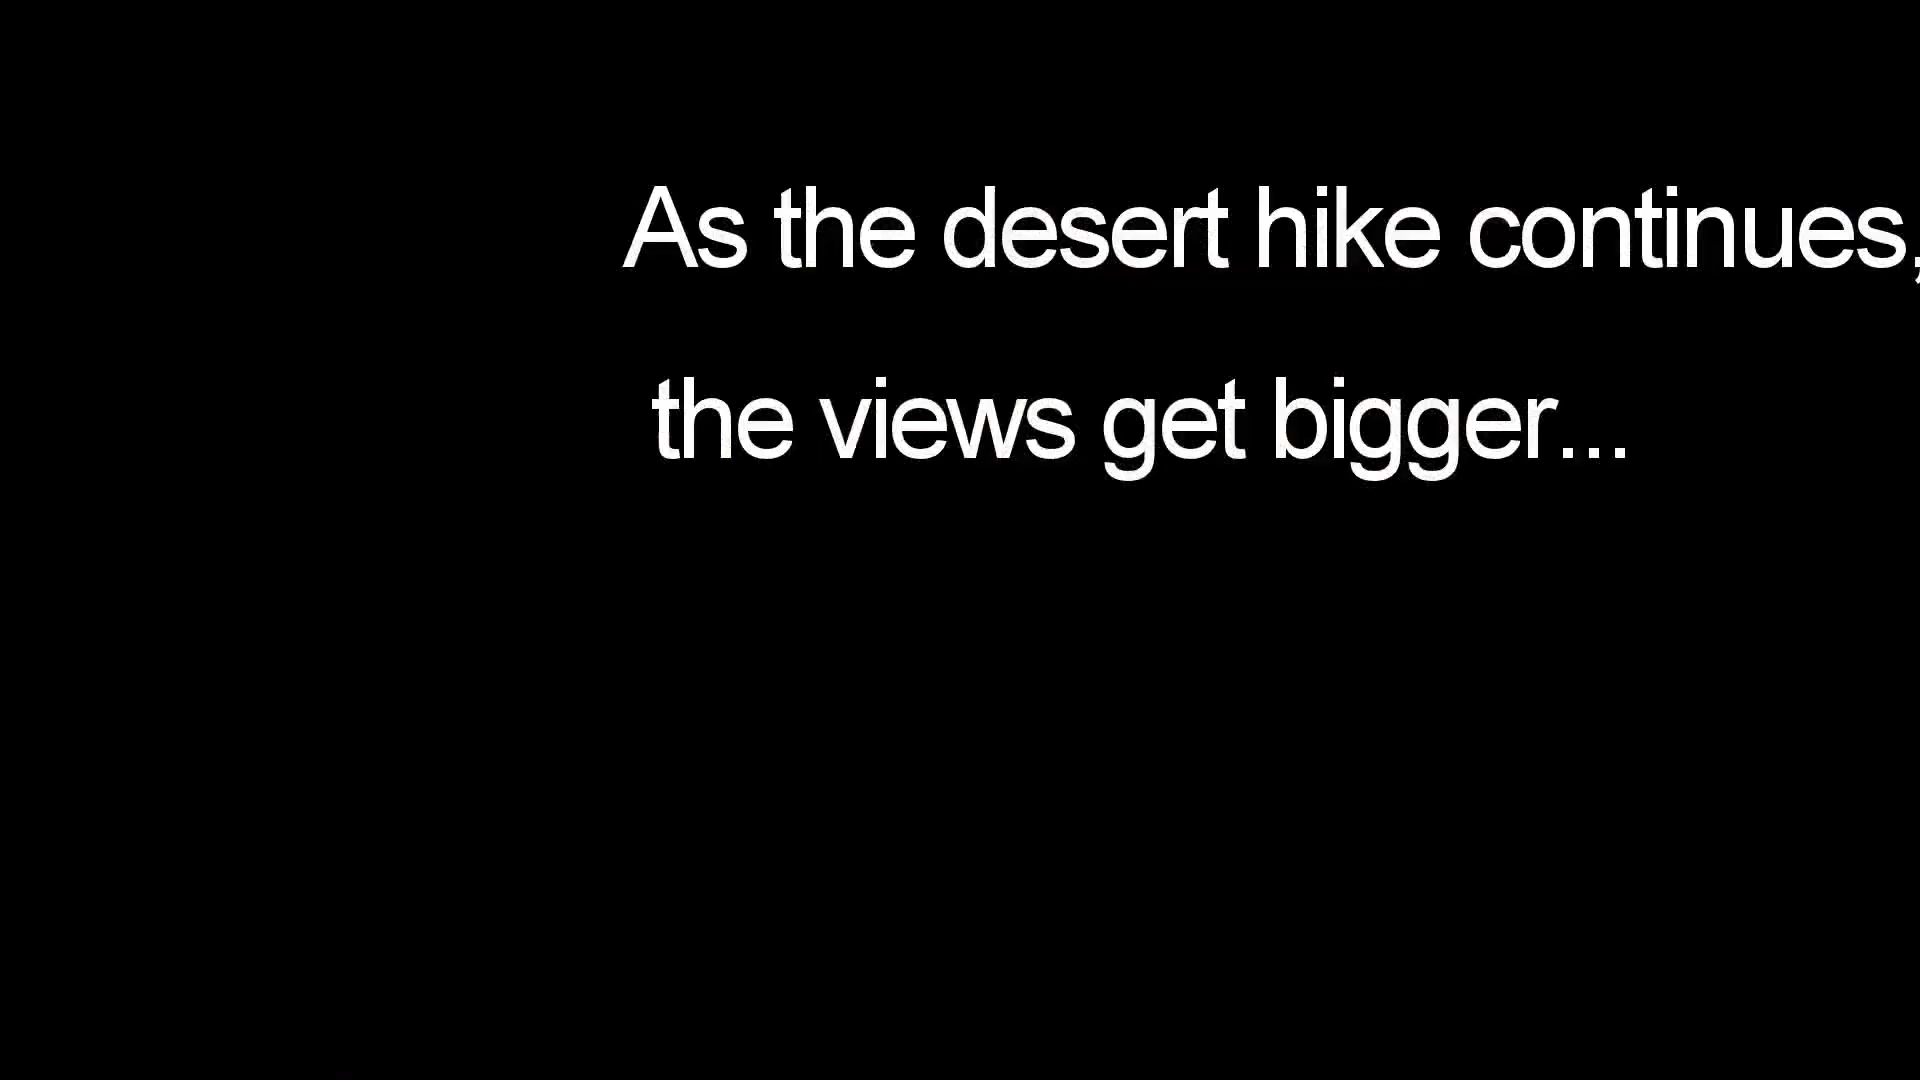 As the desert hike continues,
the views get bigger...